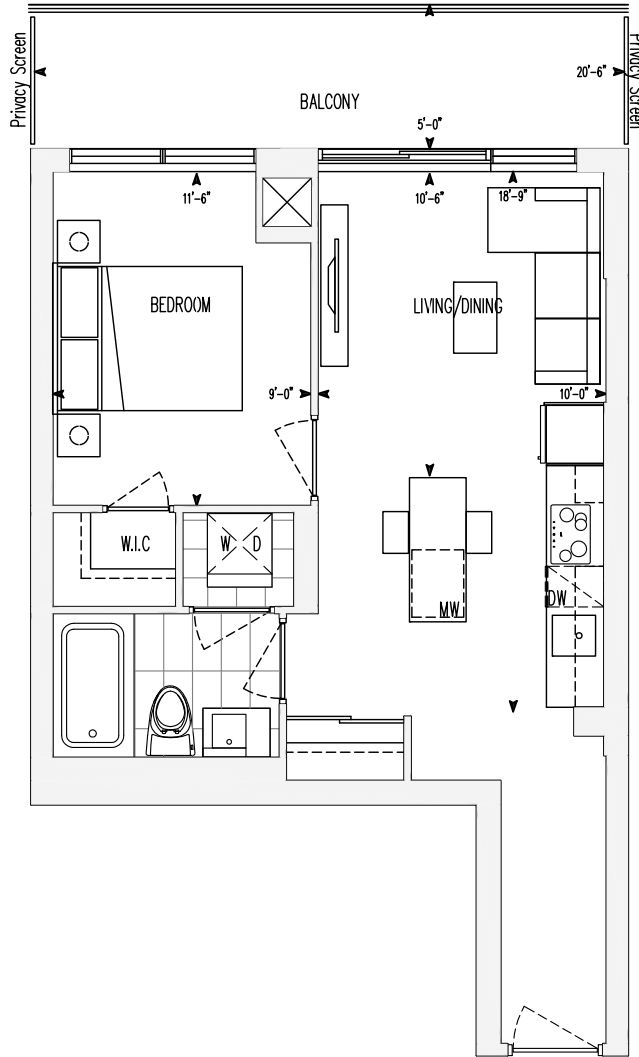 Privacy Screen
Privacy Screen
20'-6"
BALCONY
5'-0"
11'-6"
10'-6"
18'-9"
BEDROOM
LIVING/DINING
9'-0"
10'-0"
W.I.C
W D
DW
MW